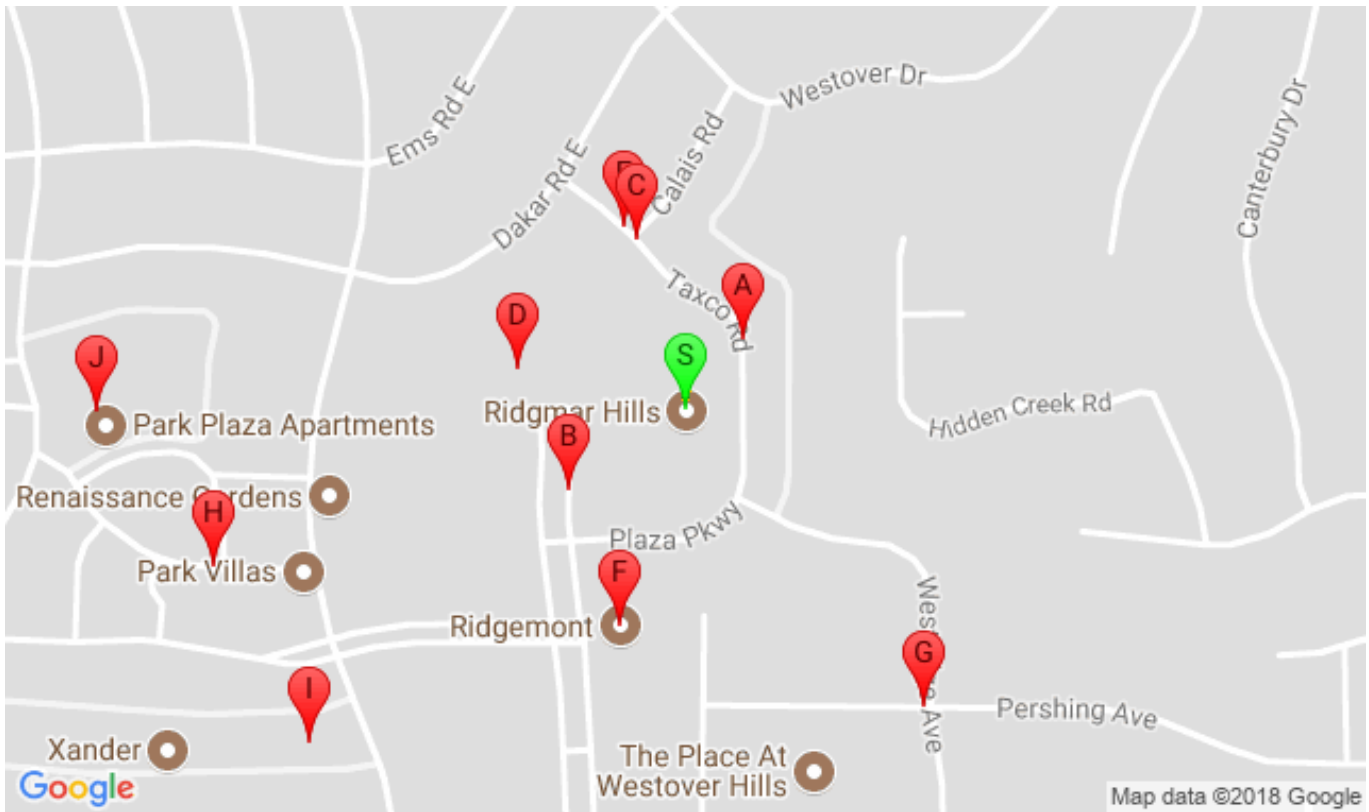 Westover Dr
Ems Rd E
Calais Rd
Canterbury Dr
C
Dakar Rd E
Taxco Rd
A
D
S
J
Ridgmar Hills
Hidden Creek Rd
Park Plaza Apartments
B
Renaissance Gardens
H
Plaza Pkwy
Park Villas
F
Ridgemont
G
I
Pershing Ave
Xander
The Place At
Westover Hills
Google
Map data ©2018 Google